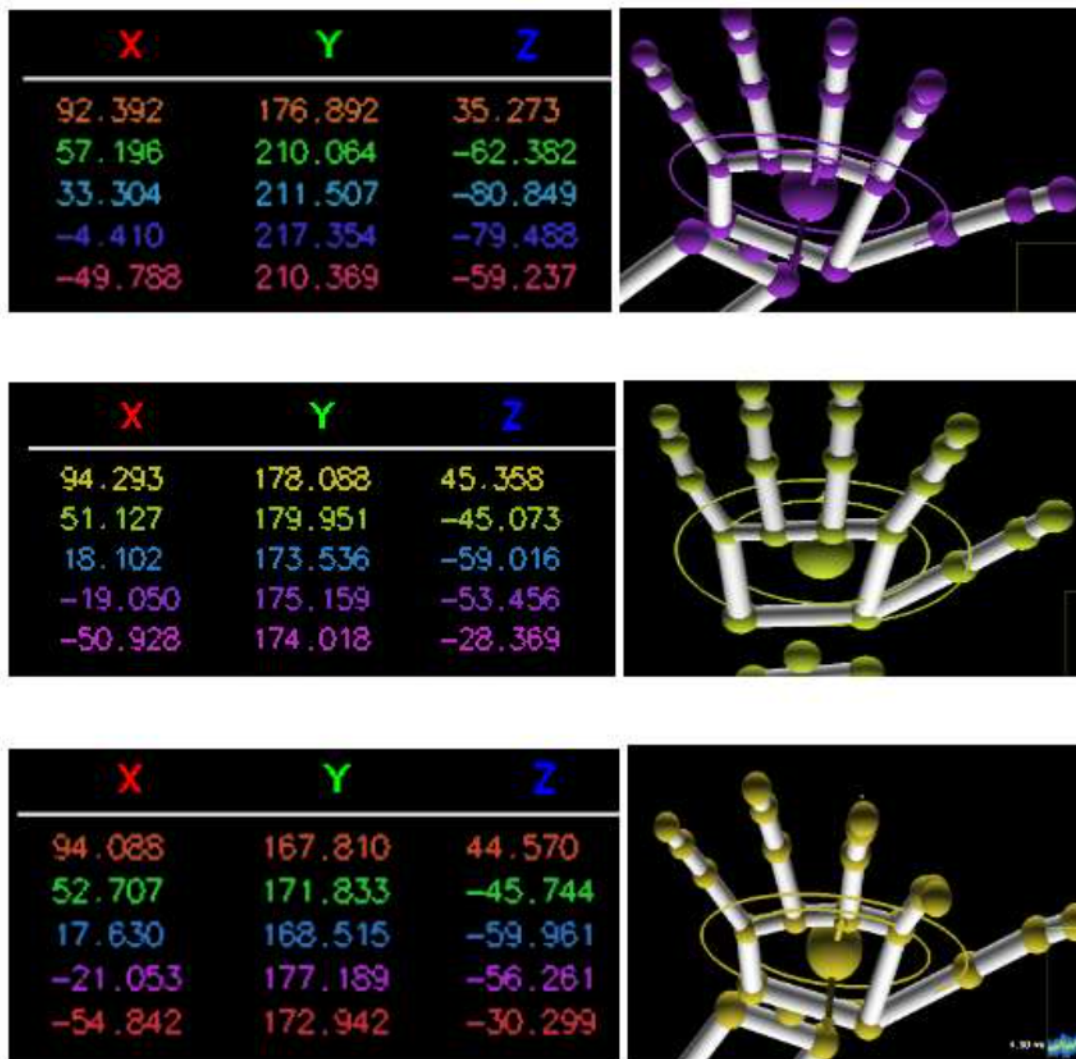 X Y Z
92.392 176.892 35.273
57.196 210.064 -62.382
33.304 211.507 -80.849
-4.410 217.354 -79.488
-49.788 210.369 -59.237
X Y Z
94.293 178.088 45.358
51.127 179.951 -45.073
18.102 173.536 -59.016
-19.050 175.159 -53.456
-50.928 174.018 -28.369
X Y Z
94.088 167.810 44.570
52.707 171.833 -45.744
17.630 168.515 -59.961
-21.053 177.189 -56.261
-54.842 172.942 -30.299